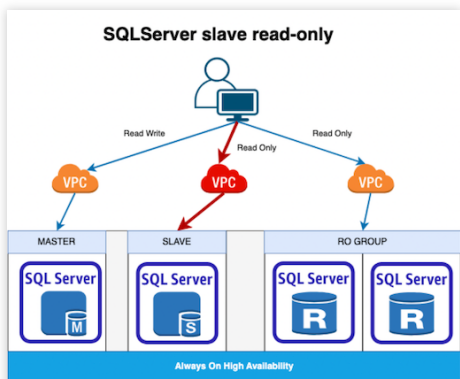 SQLServer slave read-only
Read Write
Read Only
Read Only
VPC
VPC
VPC
MASTER
SLAVE
RO GROUP
SQL Server
M
SQL Server
S
SQL Server
R
SQL Server
R
Always On High Availability